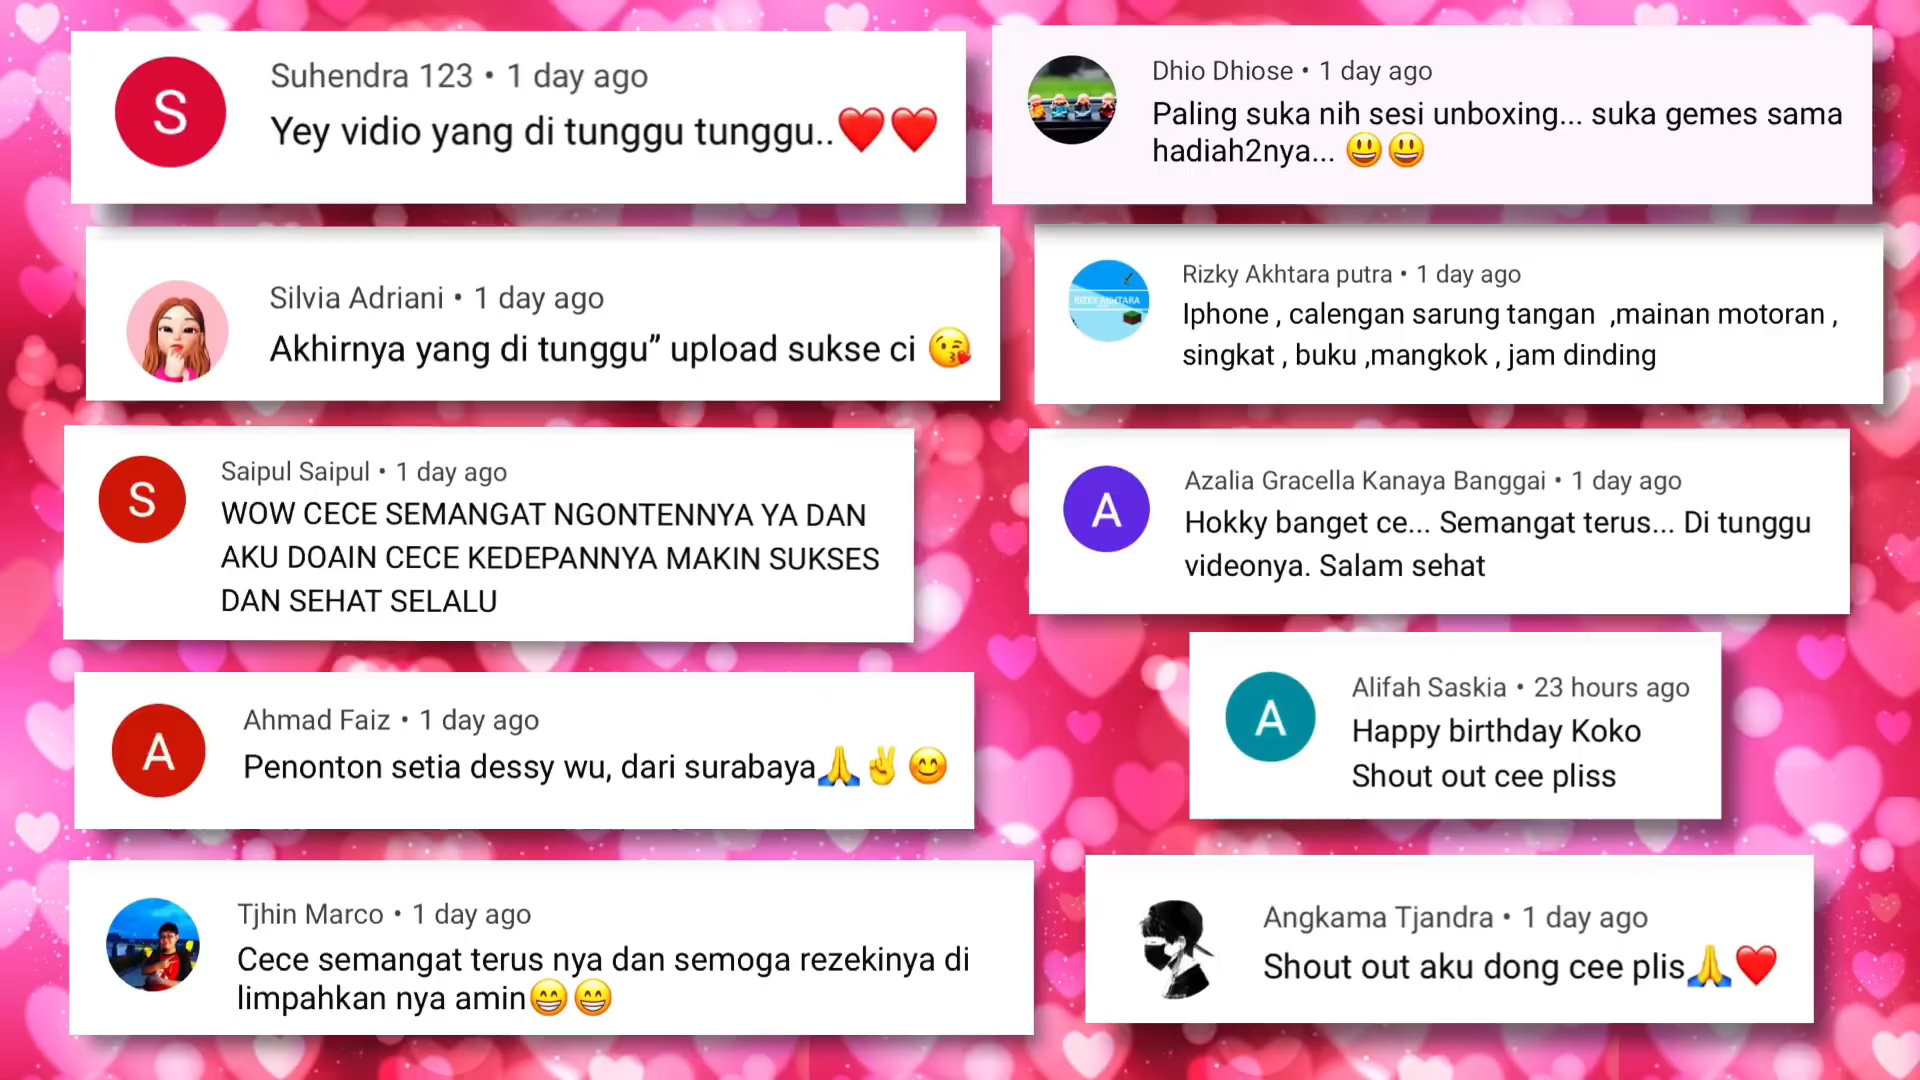 S
Suhendra 123 • 1 day ago
Yey vidio yang di tunggu tunggu..❤️❤️
Silvia Adriani • 1 day ago
Akhirnya yang di tunggu” upload sukse ci 😘
S
Saipul Saipul • 1 day ago
WOW CECE SEMANGAT NGONTENNYA YA DAN
AKU DOAIN CECE KEDEPANNYA MAKIN SUKSES
DAN SEHAT SELALU
A
Ahmad Faiz • 1 day ago
Penonton setia dessy wu, dari surabaya🙏✌️😊
Tjhin Marco • 1 day ago
Cece semangat terus nya dan semoga rezekinya di
limpahkan nya amin😁😁
Dhio Dhiose • 1 day ago
Paling suka nih sesi unboxing... suka gemes sama
hadiah2nya... 😃😃
RIZKY AKHTARA
Rizky Akhtara putra • 1 day ago
Iphone , calengan sarung tangan  ,mainan motoran ,
singkat , buku ,mangkok , jam dinding
A
Azalia Gracella Kanaya Banggai • 1 day ago
Hokky banget ce... Semangat terus... Di tunggu
videonya. Salam sehat
A
Alifah Saskia • 23 hours ago
Happy birthday Koko
Shout out cee pliss
Angkama Tjandra • 1 day ago
Shout out aku dong cee plis🙏❤️